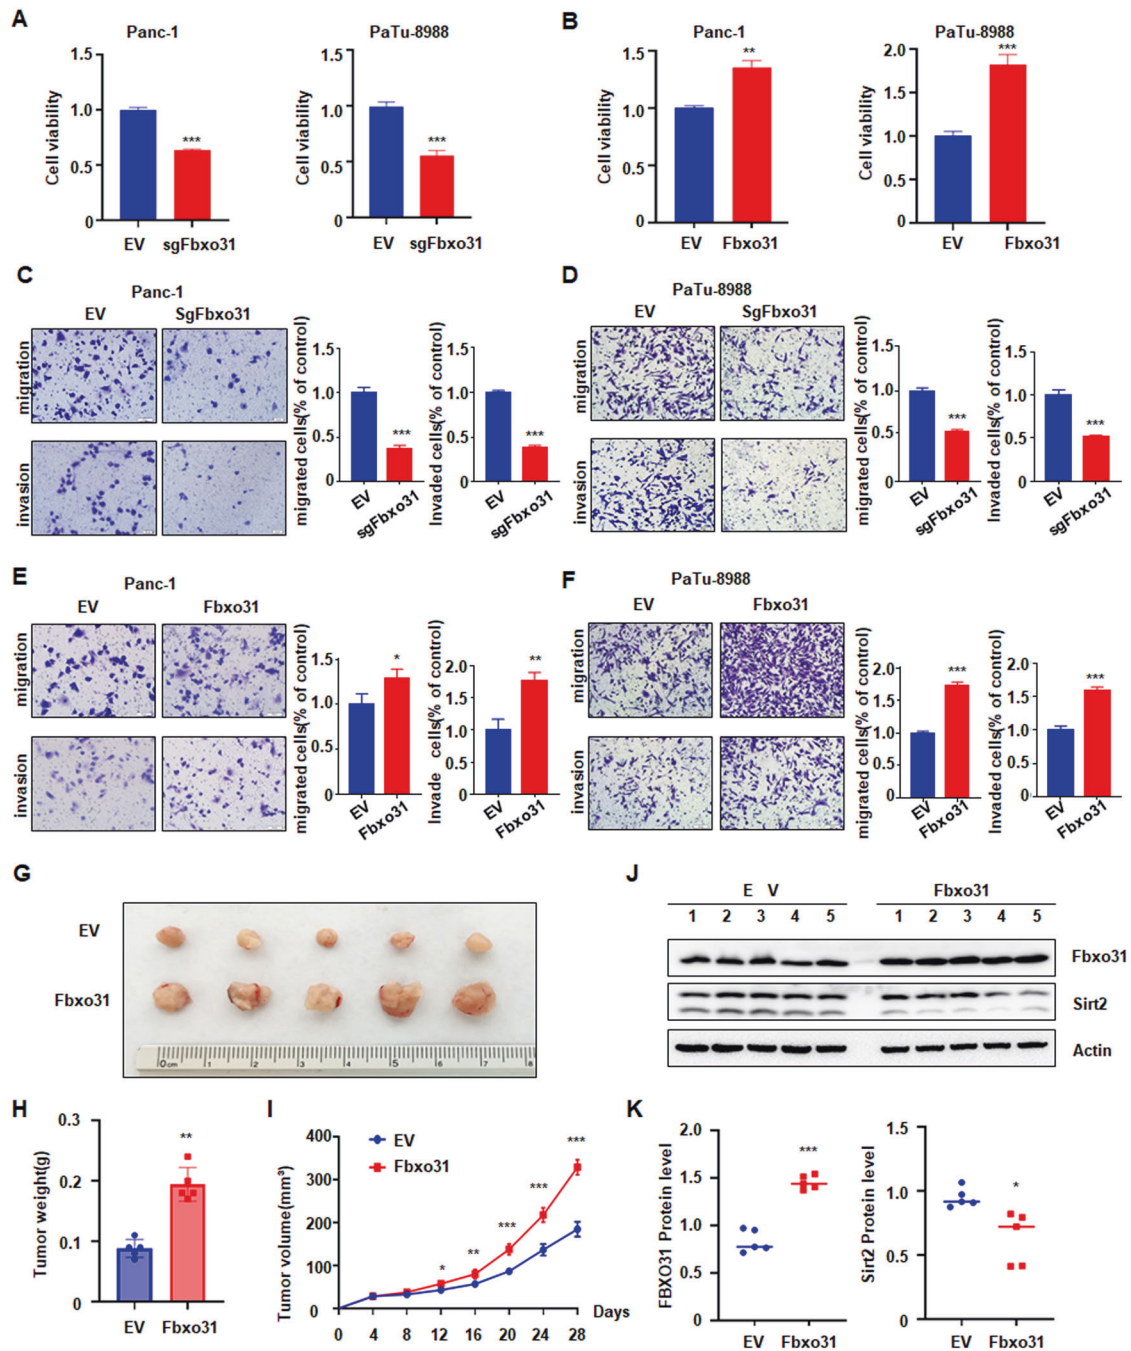 A
Panc-1
PaTu-8988
Cell viability
1.5
1.0
0.5
0
***
EV sgFbxo31
Cell viability
1.5
1.0
0.5
0
***
EV sgFbxo31
B
Panc-1
PaTu-8988
Cell viability
1.5
1.0
0.5
0
**
EV Fbxo31
Cell viability
2.0
1.5
1.0
0.5
0
***
EV Fbxo31
C
Panc-1
EV SgFbxo31
migration
invasion
migrated cells(% of control)
1.5
1.0
0.5
0
***
EV
sgFbxo31
Invaded cells(% of control)
1.5
1.0
0.5
0
***
EV
sgFbxo31
D
PaTu-8988
EV SgFbxo31
migration
invasion
migrated cells(% of control)
1.5
1.0
0.5
0
***
EV
sgFbxo31
Invaded cells(% of control)
1.5
1.0
0.5
0
***
EV
sgFbxo31
E
Panc-1
EV Fbxo31
migration
invasion
migrated cells(% of control)
1.5
1.0
0.5
0
*
EV
Fbxo31
Invade cells(% of control)
2.0
1.5
1.0
0.5
0
**
EV
Fbxo31
F
PaTu-8988
EV Fbxo31
migration
invasion
migrated cells(% of control)
2.0
1.5
1.0
0
***
EV
Fbxo31
Invaded cells(% of control)
2.0
1.5
1.0
0.5
0
***
EV
Fbxo31
G
EV
Fbxo31
0cm 1 2 3 4 5 6 7 8
J
E V Fbxo31
1 2 3 4 5 1 2 3 4 5
Fbxo31
Sirt2
Actin
H
Tumor weight(g)
0.3
0.2
0.1
0
**
EV Fbxo31
I
Tumor volume(mm³)
400
300
200
100
0
EV
Fbxo31
* ** *** *** ***
Days
0 4 8 12 16 20 24 28
K
FBXO31 Protein level
2.0
1.5
1.0
0.5
0
***
EV Fbxo31
Sirt2 Protein level
1.5
1.0
0.5
0
*
EV Fbxo31